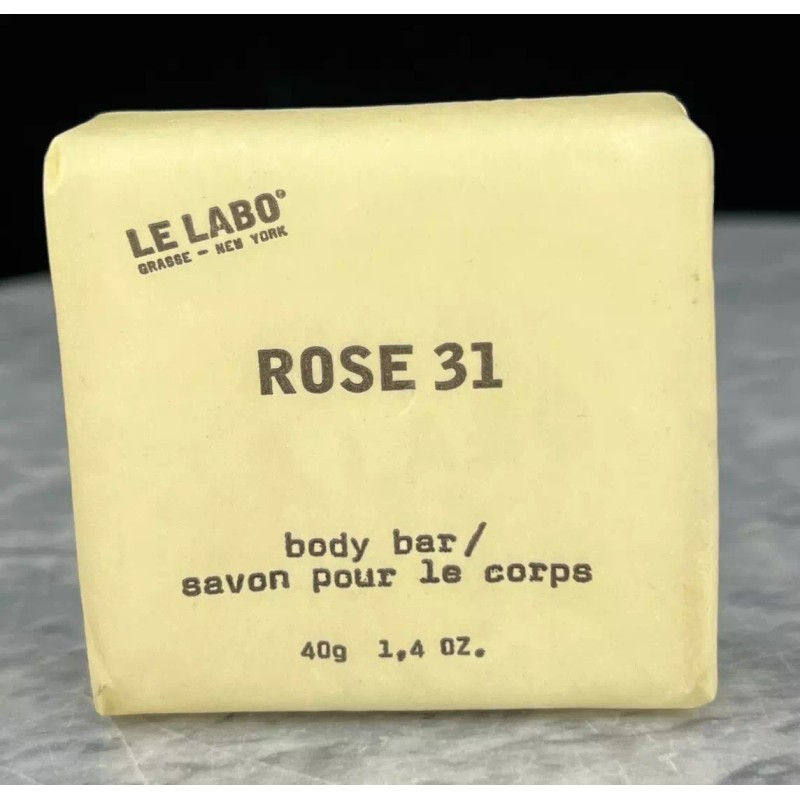 LE LABO®
GRASSE - NEW YORK
ROSE 31
body bar/
savon pour le corps
40g 1,4 OZ.